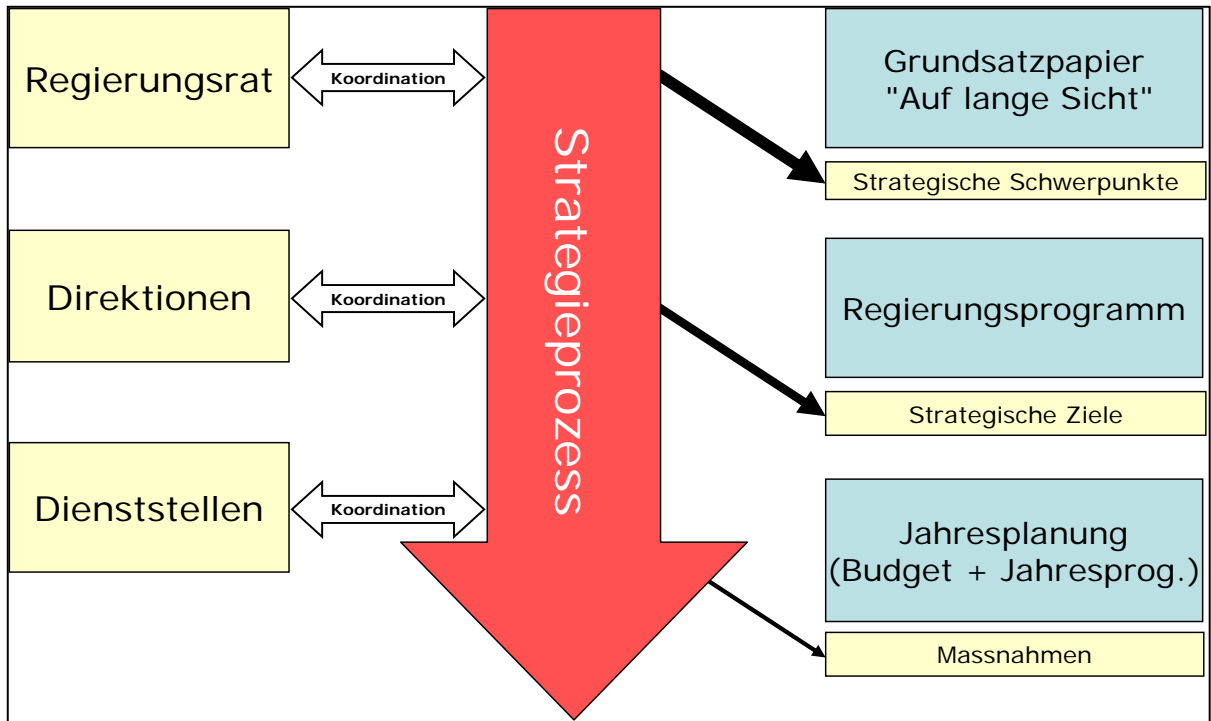 Regierungsrat
Koordination
Strategieprozess
Grundsatzpapier
"Auf lange Sicht"
Strategische Schwerpunkte
Direktionen
Koordination
Regierungsprogramm
Strategische Ziele
Dienststellen
Koordination
Jahresplanung
(Budget + Jahresprog.)
Massnahmen